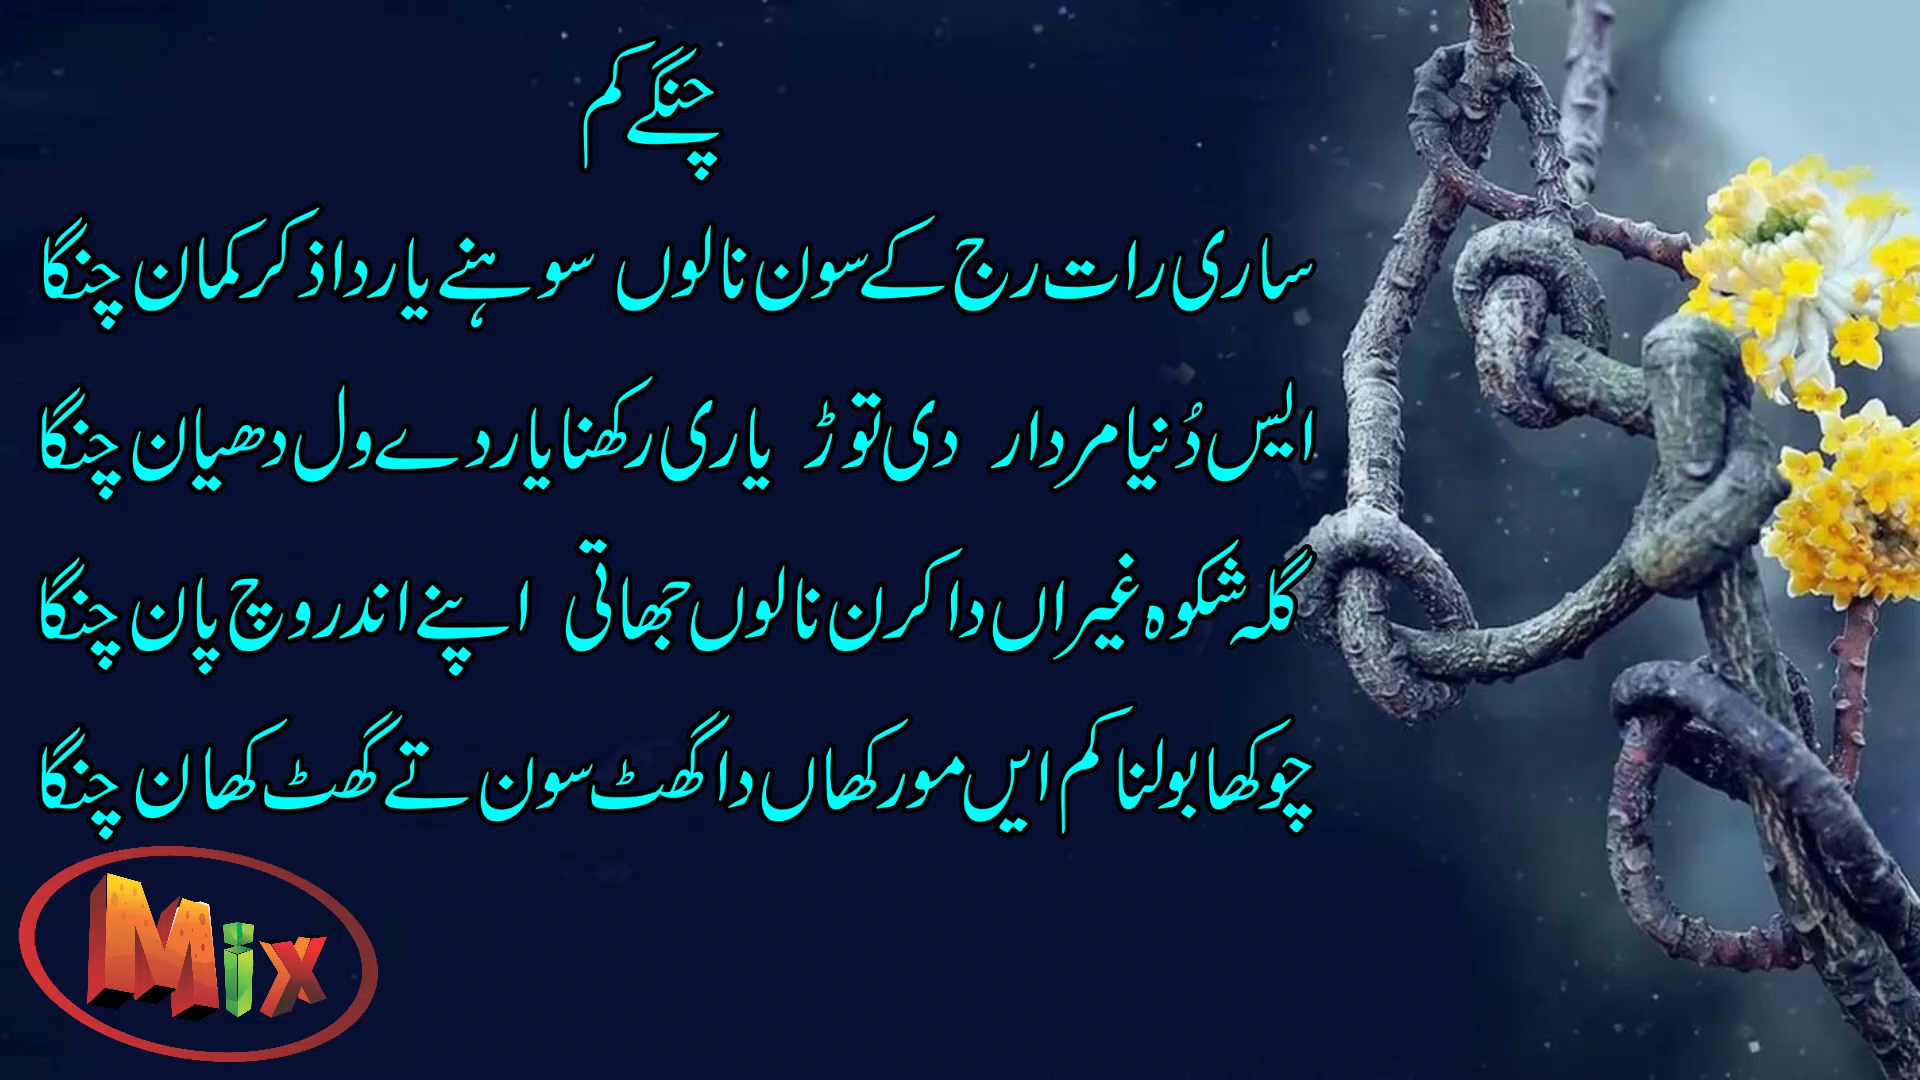 چنگے کم
ساری رات رج کے سون نالوں سوہنے یار دا ذکر کمان چنگا
ایس دُنیا مردار دی توڑ یاری رکھنا یار دے ول دھیان چنگا
گلہ شکوہ غیراں دا کرن نالوں جھاتی اپنے اندر وچ پان چنگا
چوکھا بولنا کم ایں مورکھاں دا گھٹ سون تے گھٹ کھان چنگا
Mix